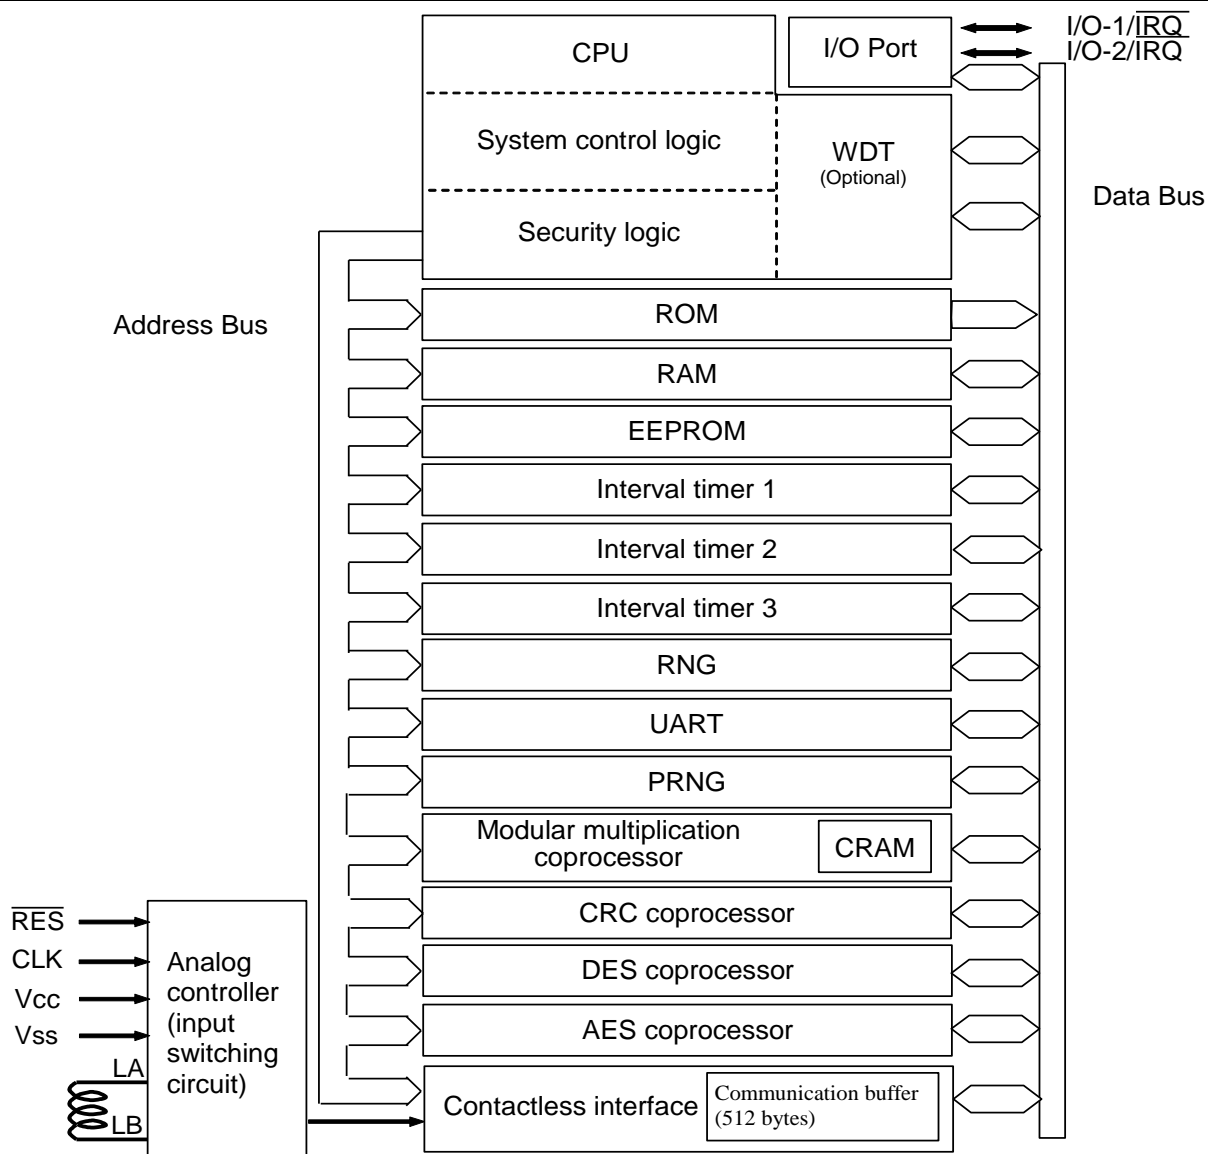 CPU
I/O Port
I/O-1/IRQ
I/O-2/IRQ
System control logic
WDT
(Optional)
Data Bus
Security logic
Address Bus
ROM
RAM
EEPROM
Interval timer 1
Interval timer 2
Interval timer 3
RNG
UART
PRNG
Modular multiplication
coprocessor
CRAM
CRC coprocessor
DES coprocessor
AES coprocessor
RES
CLK
Vcc
Vss
LA
LB
Analog
controller
(input
switching
circuit)
Contactless interface
Communication buffer
(512 bytes)